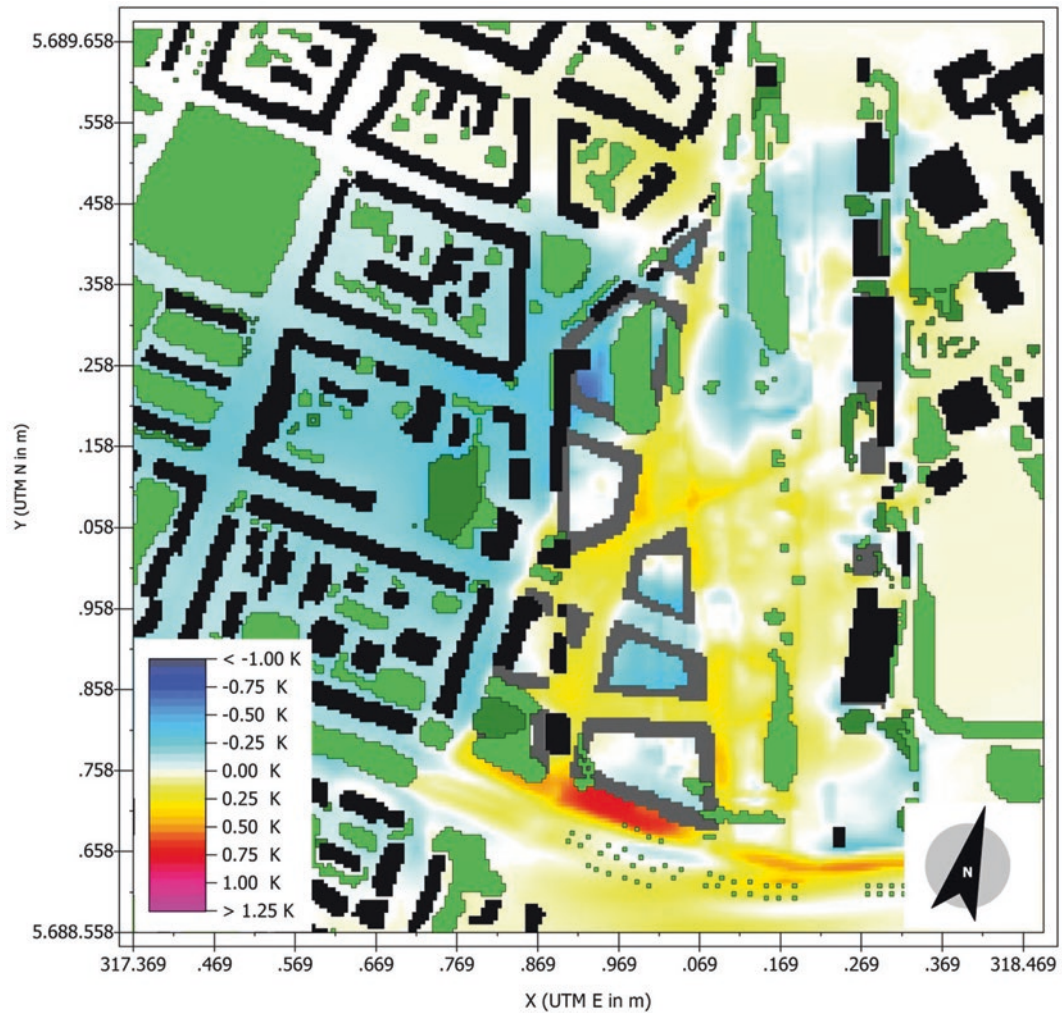 5.689.658
.558
.458
.358
.258
.158
.058
.958
.858
.758
.658
5.688.558
Y (UTM N in m)
< -1.00 K
-0.75 K
-0.50 K
-0.25 K
0.00 K
0.25 K
0.50 K
0.75 K
1.00 K
> 1.25 K
N
317.369 .469 .569 .669 .769 .869 .969 .069 .169 .269 .369 318.469
X (UTM E in m)